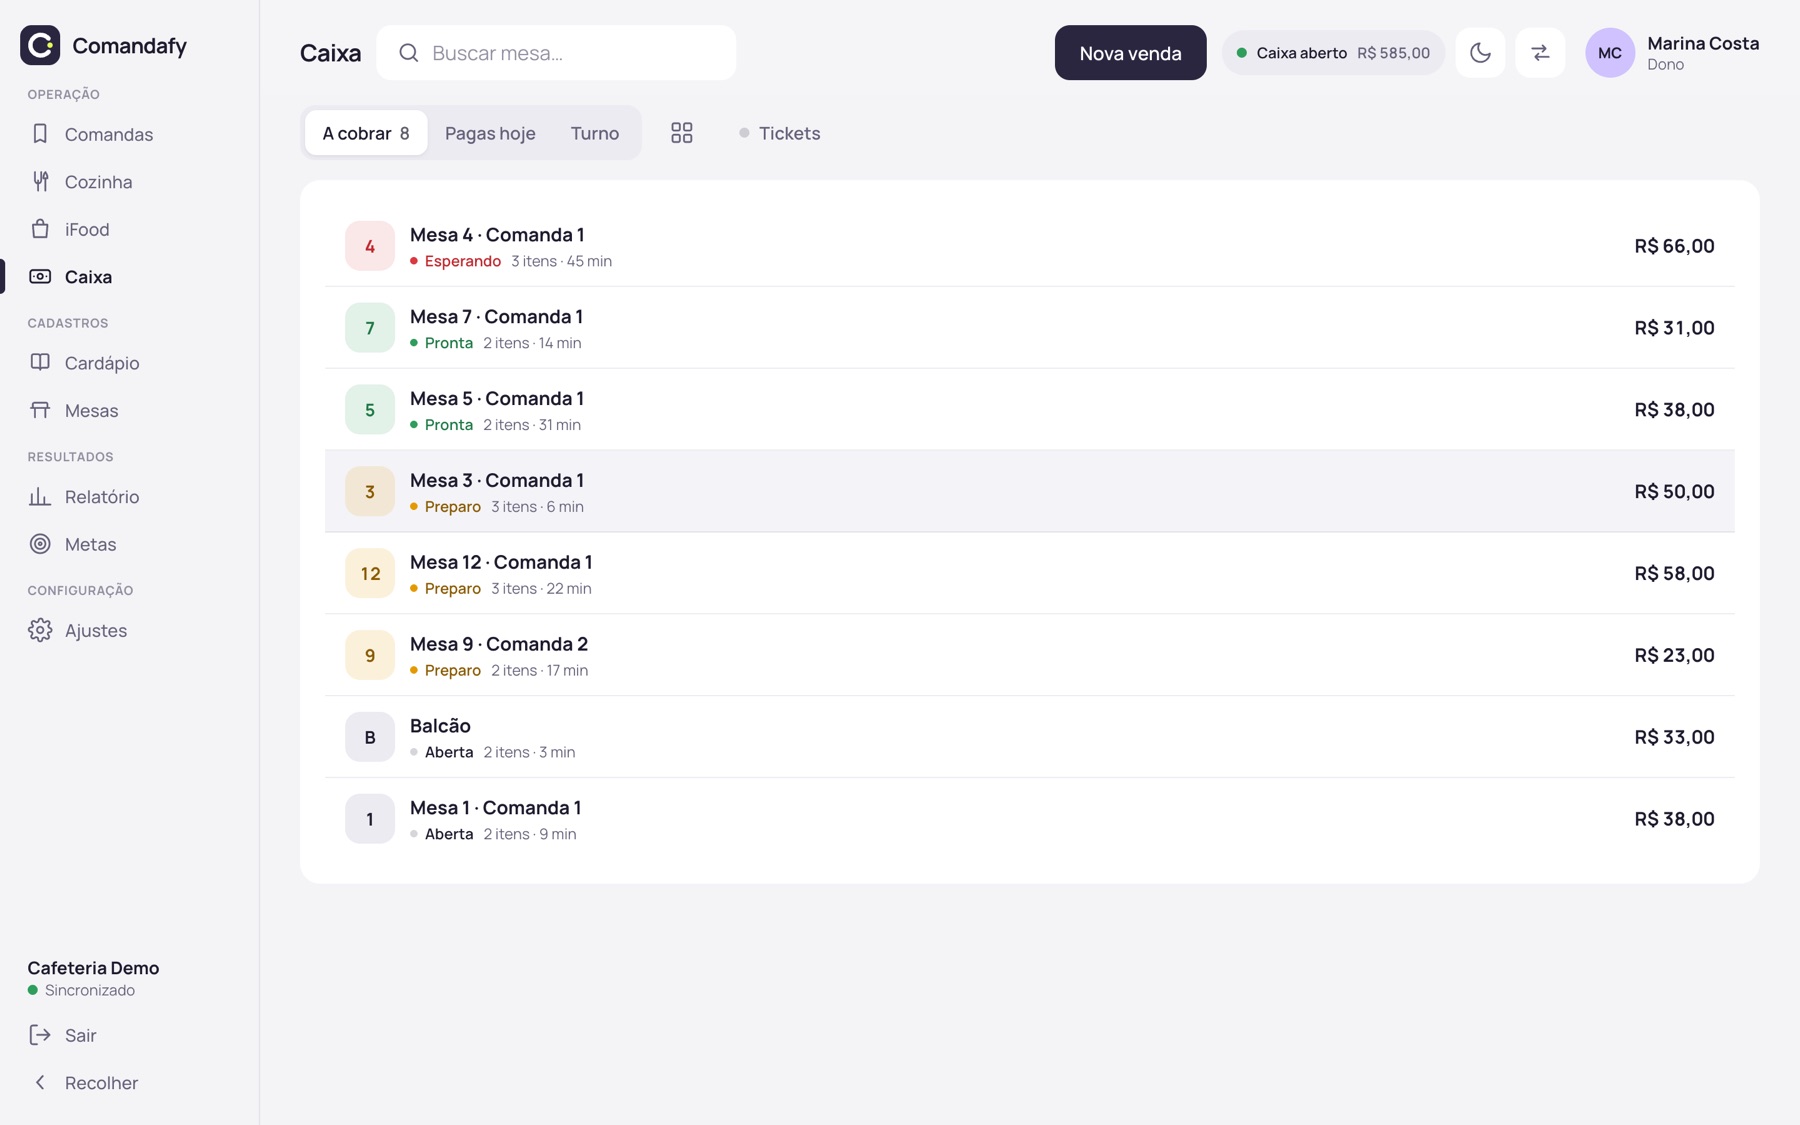 Comandafy
OPERAÇÃO
Comandas
Cozinha
iFood
Caixa
CADASTROS
Cardápio
Mesas
RESULTADOS
Relatório
Metas
CONFIGURAÇÃO
Ajustes
Cafeteria Demo
Sincronizado
Sair
Recolher
Caixa
Buscar mesa...
Nova venda
Caixa aberto R$ 585,00
MC
Marina Costa
Dono
A cobrar 8
Pagas hoje
Turno
Tickets
4
Mesa 4 · Comanda 1
Esperando 3 itens · 45 min
R$ 66,00
7
Mesa 7 · Comanda 1
Pronta 2 itens · 14 min
R$ 31,00
5
Mesa 5 · Comanda 1
Pronta 2 itens · 31 min
R$ 38,00
3
Mesa 3 · Comanda 1
Preparo 3 itens · 6 min
R$ 50,00
12
Mesa 12 · Comanda 1
Preparo 3 itens · 22 min
R$ 58,00
9
Mesa 9 · Comanda 2
Preparo 2 itens · 17 min
R$ 23,00
B
Balcão
Aberta 2 itens · 3 min
R$ 33,00
1
Mesa 1 · Comanda 1
Aberta 2 itens · 9 min
R$ 38,00